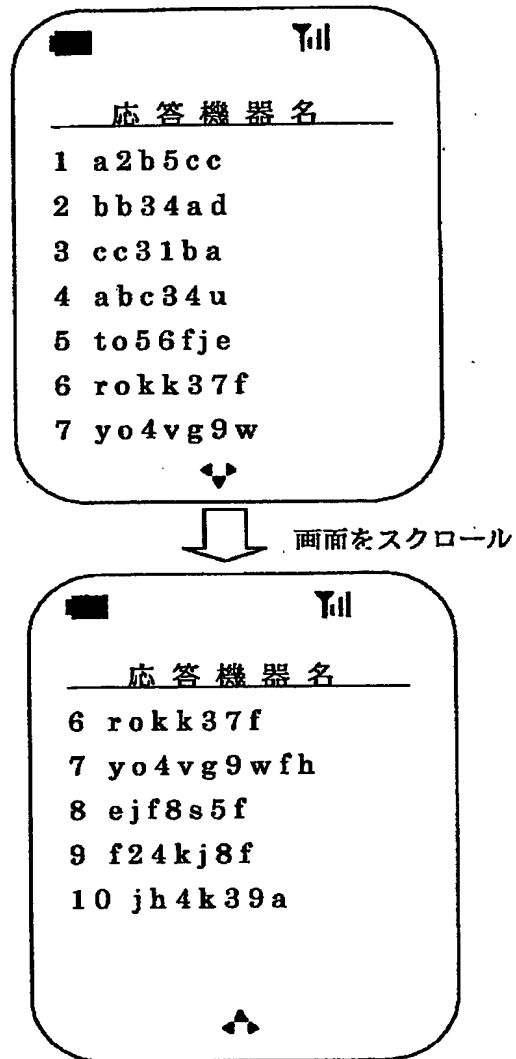 応答機器名
1 a2b5cc
2 bb34ad
3 cc31ba
4 abc34u
5 to56fje
6 rokk37f
7 yo4vg9w
画面をスクロール
応答機器名
6 rokk37f
7 yo4vg9wfh
8 ejf8s5f
9 f24kj8f
10 jh4k39a